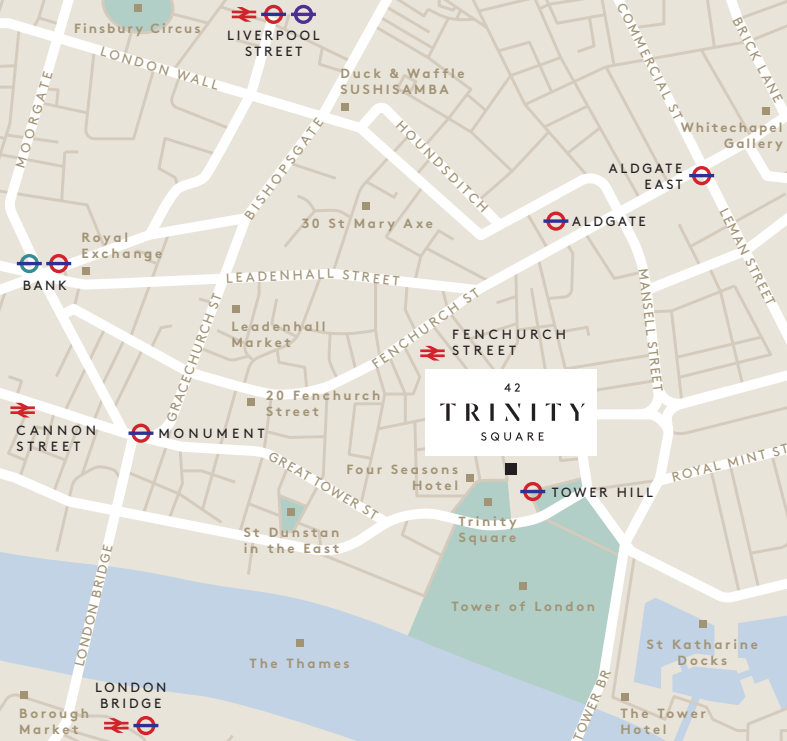 Finsbury Circus
LIVERPOOL
STREET
LONDON WALL
MOORGATE
Duck & Waffle
SUSHISAMBA
COMMERCIAL ST
BRICK LANE
Whitechapel
Gallery
BISHOPSGATE
HOUNDSDITCH
ALDGATE
EAST
30 St Mary Axe
ALDGATE
Royal
Exchange
BANK
LEADENHALL STREET
LEMAN STREET
MANSELL STREET
Leadenhall
Market
GRACECHURCH ST
FENCHURCH ST
FENCHURCH
STREET
20 Fenchurch
Street
42
TRINITY
SQUARE
CANNON
STREET
MONUMENT
GREAT TOWER ST
Four Seasons
Hotel
TOWER HILL
ROYAL MINT ST
Trinity
Square
St Dunstan
in the East
LONDON BRIDGE
Tower of London
The Thames
St Katharine
Docks
LONDON
BRIDGE
Borough
Market
TOWER BR
The Tower
Hotel